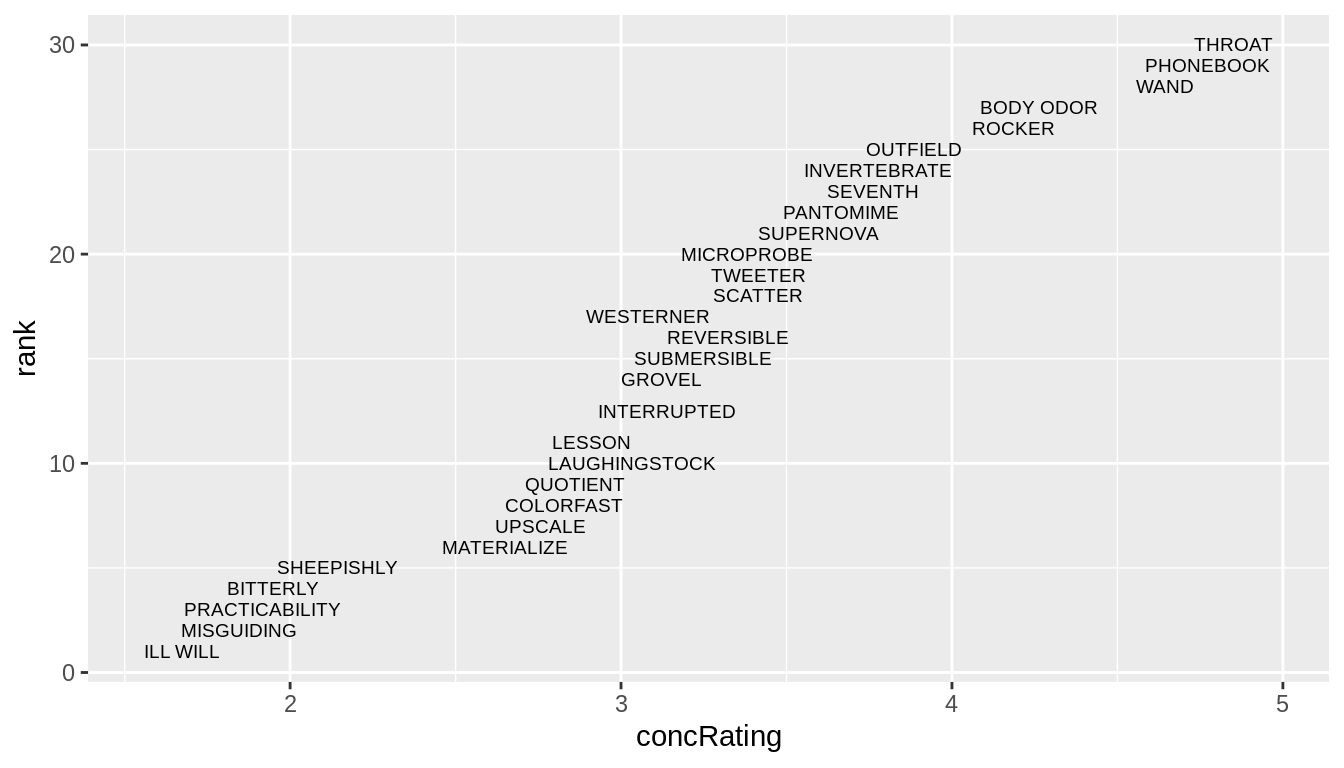 30
THROAT
PHONEBOOK
WAND
BODY ODOR
ROCKER
OUTFIELD
INVERTEBRATE
SEVENTH
PANTOMIME
SUPERNOVA
20
MICROPROBE
TWEETER
SCATTER
WESTERNER
REVERSIBLE
SUBMERSIBLE
GROVEL
INTERRUPTED
LESSON
10
LAUGHINGSTOCK
QUOTIENT
COLORFAST
UPSCALE
MATERIALIZE
SHEEPISHLY
BITTERLY
PRACTICABILITY
MISGUIDING
ILL WILL
0
rank
2 3 4 5
concRating